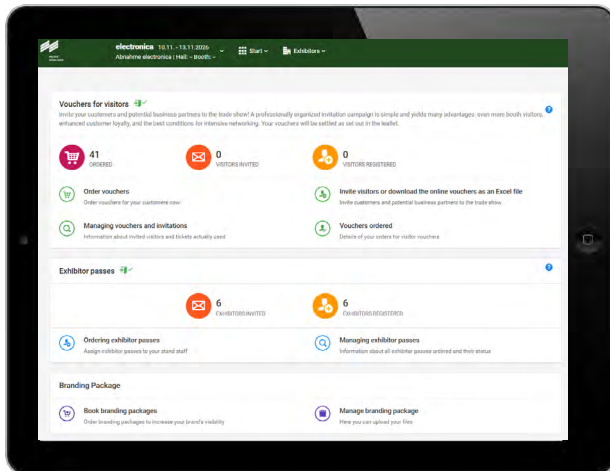 electronica 10.11. - 13.11.2026
Abnahme electronica | Hall: – Booth: –
Start
Exhibitors
Vouchers for visitors
Invite your customers and potential business partners to the trade show! A professionally organized invitation campaign is simple and yields many advantages: even more booth visitors,
enhanced customer loyalty, and the best conditions for intensive networking. Your vouchers will be settled as set out in the leaflet.
41
ORDERED
0
VISITORS INVITED
0
VISITORS REGISTERED
Order vouchers
Order vouchers for your customers now
Invite visitors or download the online vouchers as an Excel file
Invite customers and potential business partners to the trade show
Managing vouchers and invitations
Information about invited visitors and tickets actually used
Vouchers ordered
Details of your orders for visitor vouchers
Exhibitor passes
6
EXHIBITORS INVITED
6
EXHIBITORS REGISTERED
Ordering exhibitor passes
Assign exhibitor passes to your stand staff
Managing exhibitor passes
Information about all exhibitor passes ordered and their status
Branding Package
Book branding packages
Order branding packages to increase your brand's visibility
Manage branding package
Here you can upload your files